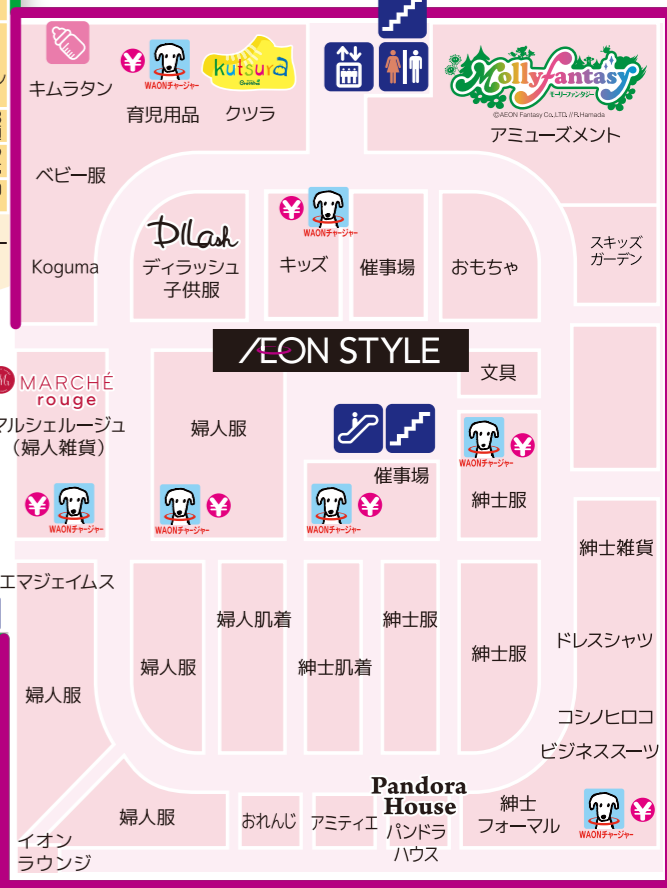 キムラタン
¥
WAONチャージャー
育児用品
kutsura
クツラ
Mollyfantasy
モーリーファンタジー
©AEON Fantasy Co.,LTD. // R.Hamada
アミューズメント
ベビー服
Koguma
DILash
ディラッシュ
子供服
¥
WAONチャージャー
キッズ
催事場
おもちゃ
スキッズ
ガーデン
ÆON STYLE
MARCHÉ
rouge
マルシェルージュ
（婦人雑貨）
¥
WAONチャージャー
婦人服
WAONチャージャー
¥
催事場
WAONチャージャー
¥
文具
WAONチャージャー
¥
紳士服
紳士雑貨
エマジェイムス
婦人服
婦人服
婦人肌着
紳士肌着
紳士服
紳士服
ドレスシャツ
コシノヒロコ
ビジネススーツ
婦人服
おれんじ
アミティエ
Pandora
House
パンドラ
ハウス
紳士
フォーマル
WAONチャージャー
¥
イオン
ラウンジ